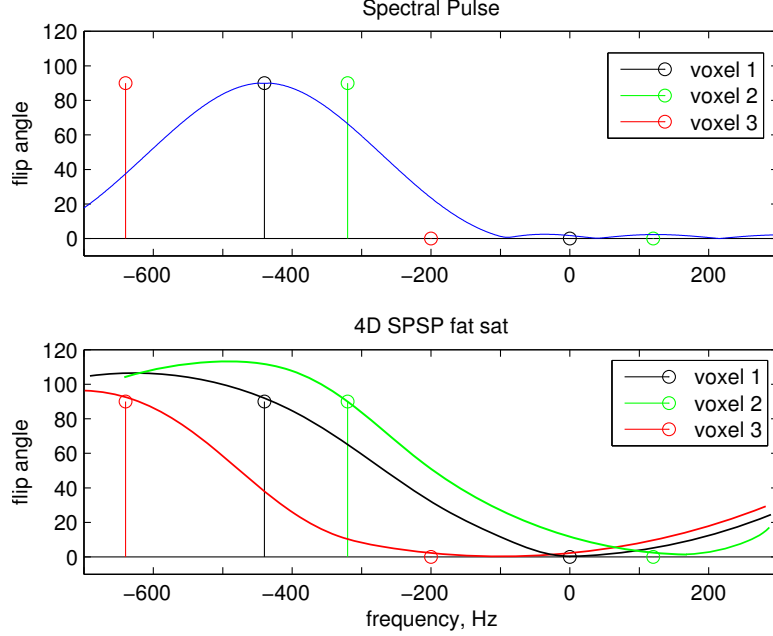 Spectral Pulse
120
100
80
60
40
20
0
flip angle
voxel 1
voxel 2
voxel 3
−600 −400 −200 0 200
4D SPSP fat sat
120
100
80
60
40
20
0
flip angle
voxel 1
voxel 2
voxel 3
−600 −400 −200 0 200
frequency, Hz